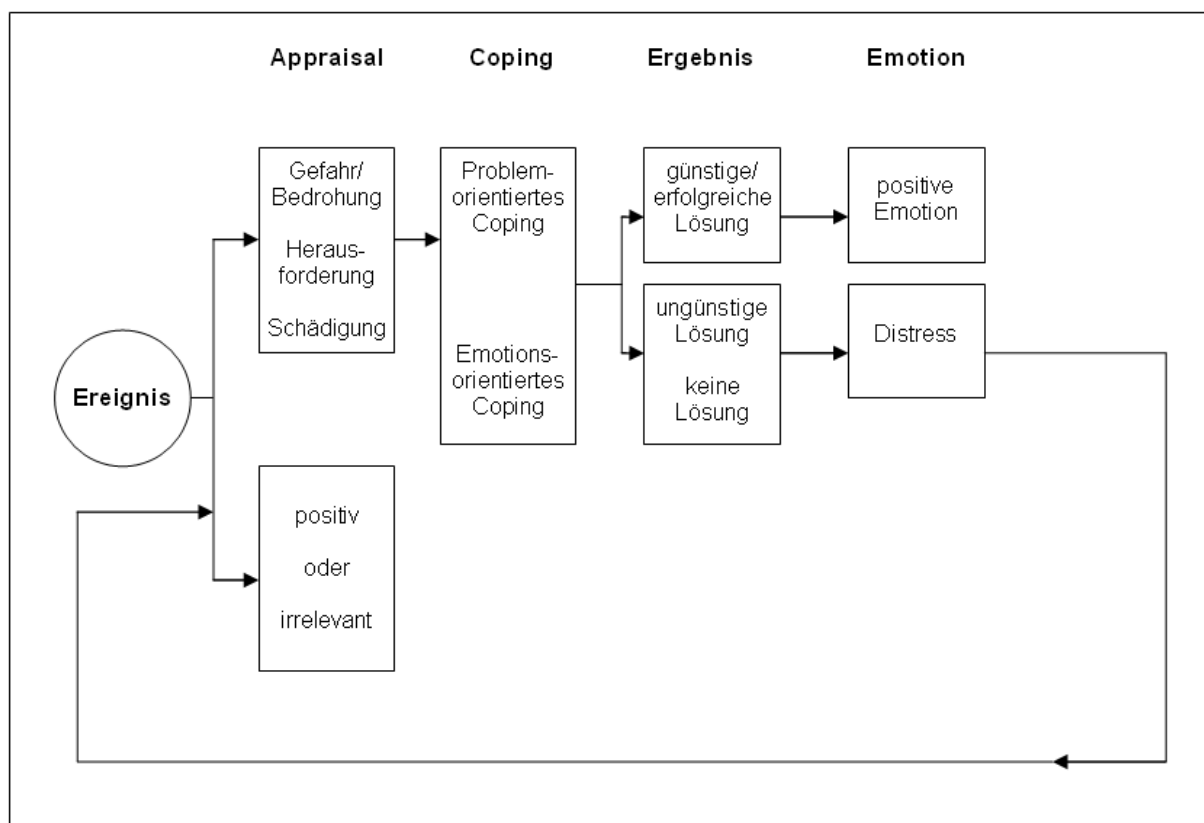 Appraisal
Coping
Ergebnis
Emotion
Gefahr/
Bedrohung
Heraus-
forderung
Schädigung
Problem-
orientiertes
Coping
Emotions-
orientiertes
Coping
günstige/
erfolgreiche
Lösung
positive
Emotion
ungünstige
Lösung
keine
Lösung
Distress
Ereignis
positiv
oder
irrelevant